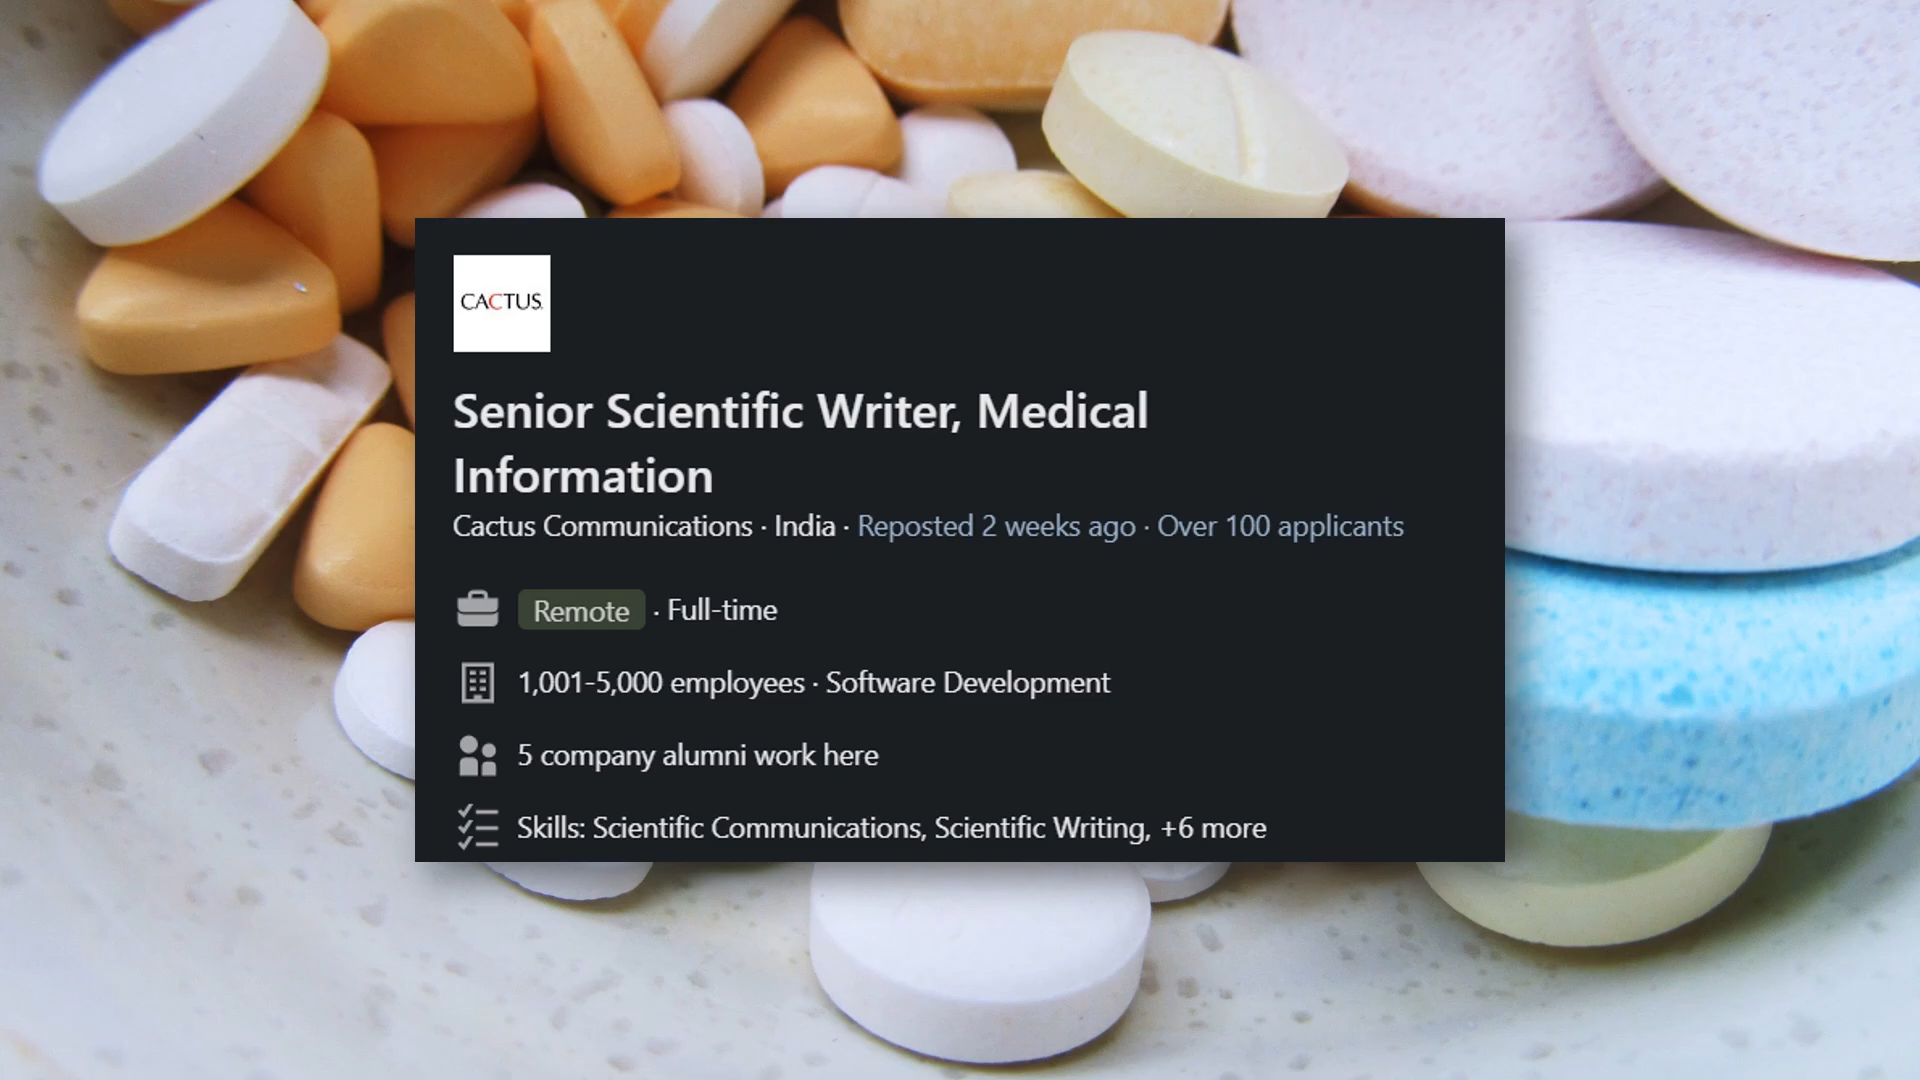 CACTUS
Senior Scientific Writer, Medical
Information
Cactus Communications · India · Reposted 2 weeks ago · Over 100 applicants
Remote · Full-time
1,001-5,000 employees · Software Development
5 company alumni work here
Skills: Scientific Communications, Scientific Writing, +6 more